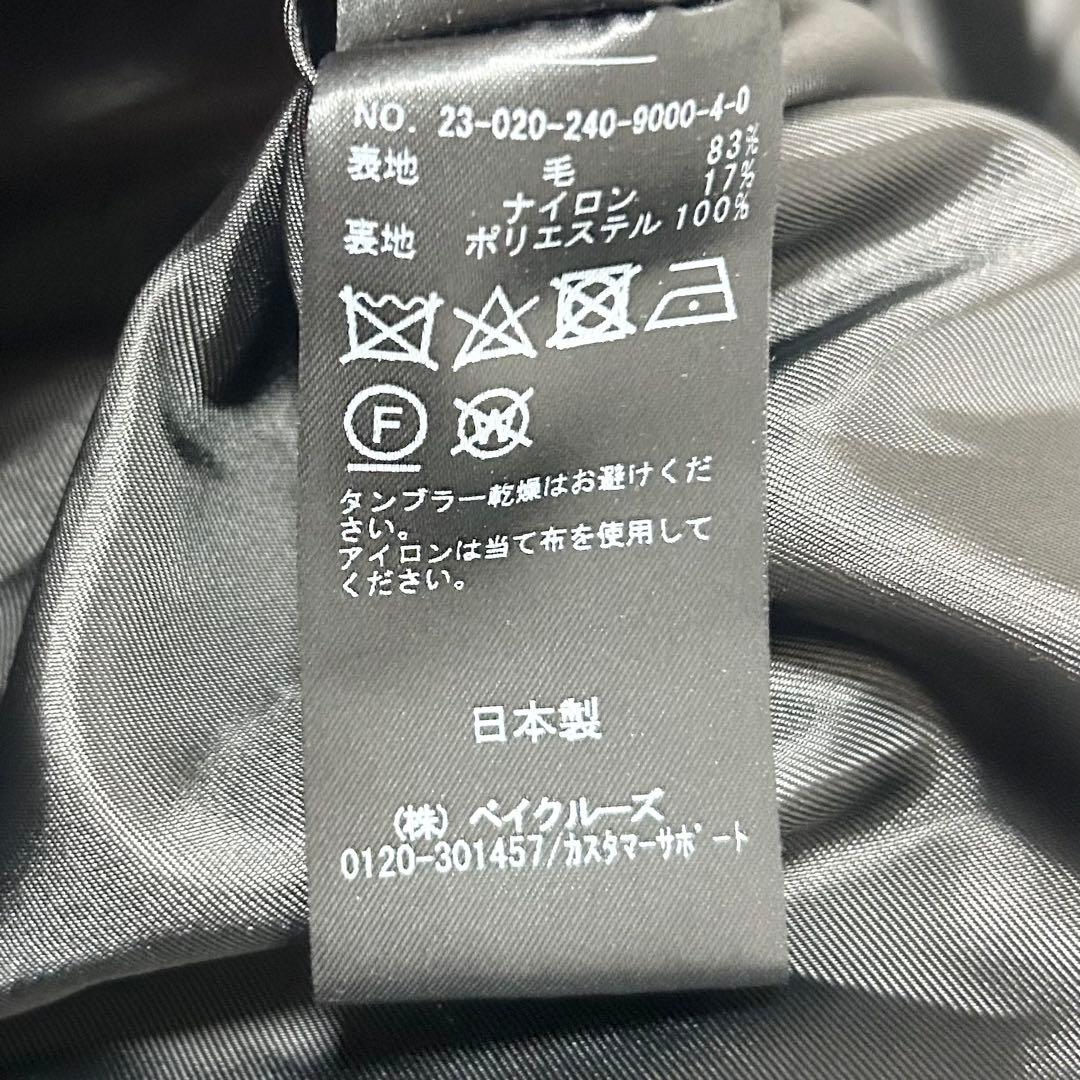 NO. 23-020-240-9000-4-0
表地 毛 83%
ナイロン 17%
裏地 ポリエステル 100%
F W
タンブラー乾燥はお避けくだ
さい。
アイロンは当て布を使用して
ください。
日本製
(株) ベイクルーズ
0120-301457/カスタマーサポート